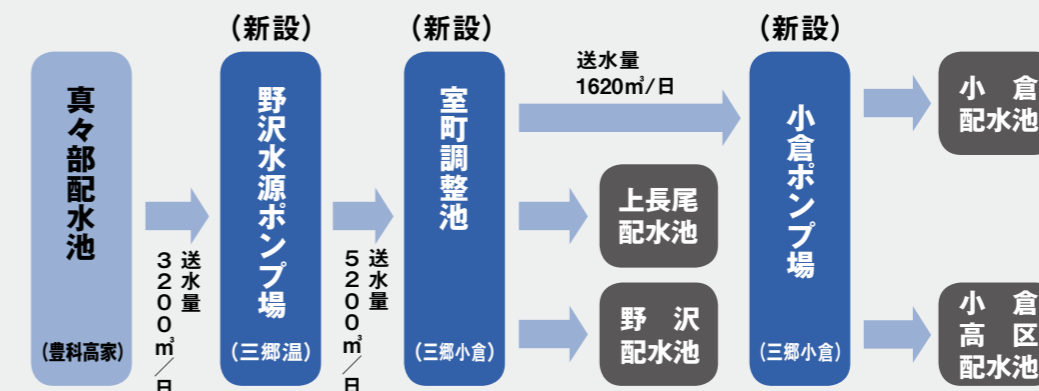 真々部配水池
（豊科高家）
送水量
3200㎥/日
（新設）
野沢水源ポンプ場
（三郷温）
送水量
5200㎥/日
（新設）
室町調整池
（三郷小倉）
送水量
1620㎥/日
上長尾
配水池
野　沢
配水池
（新設）
小倉ポンプ場
（三郷小倉）
小　倉
配水池
小　倉
高　区
配水池